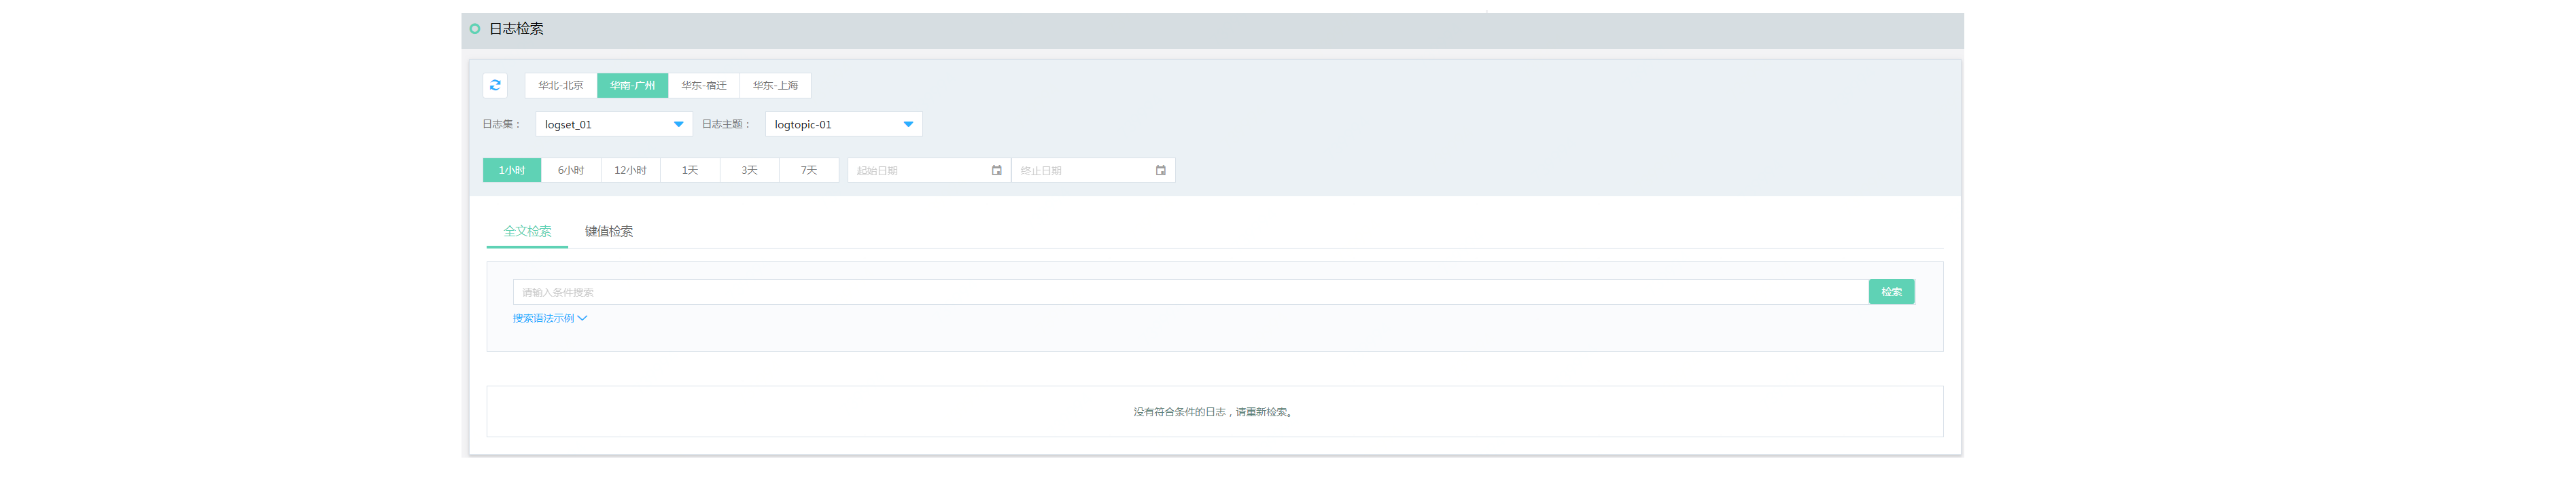 日志检索
华北-北京 华南-广州 华东-宿迁 华东-上海
日志集： logset_01 日志主题： logtopic-01
1小时 6小时 12小时 1天 3天 7天 起始日期 终止日期
全文检索 键值检索
请输入条件搜索 检索
搜索语法示例
没有符合条件的日志，请重新检索。